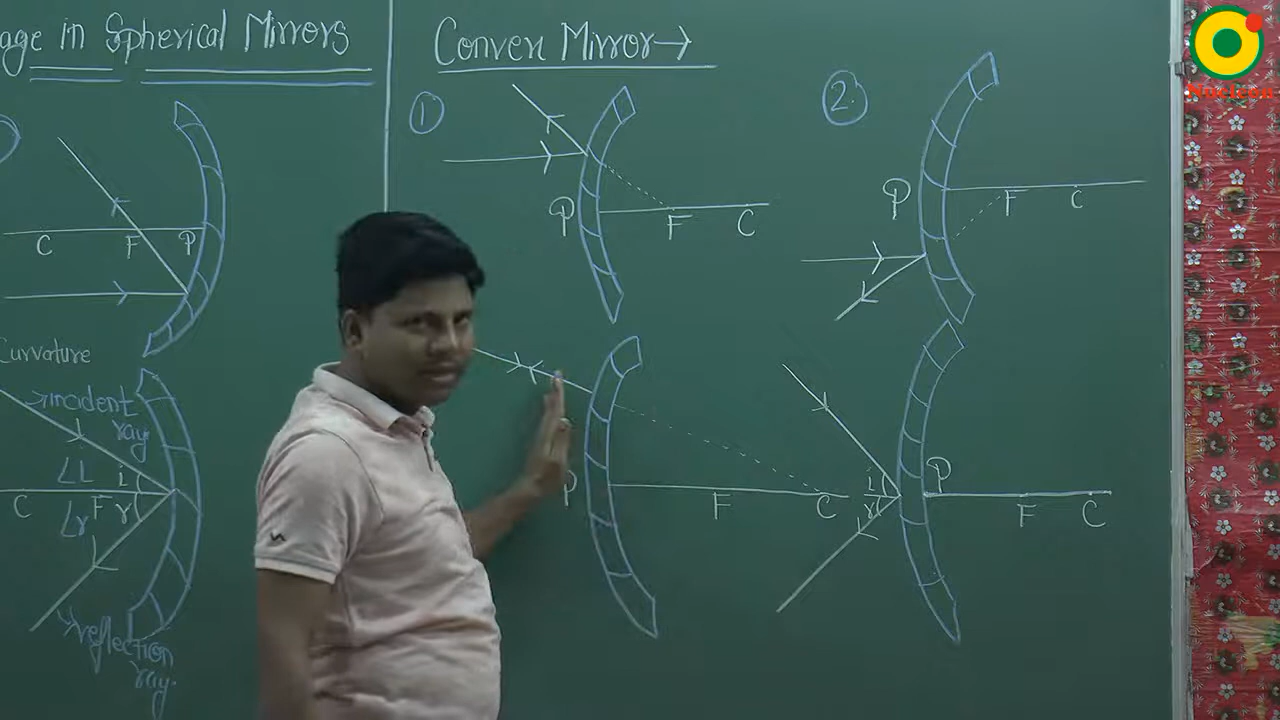 age in Spherical Mirrors
C F P
Curvature
incident
ray
∠i
i
C F
∠r r
reflection
ray.
Convex Mirror→
1
P
F C
2.
P
F C
P
F C
i
r
P
F C
Nucleon